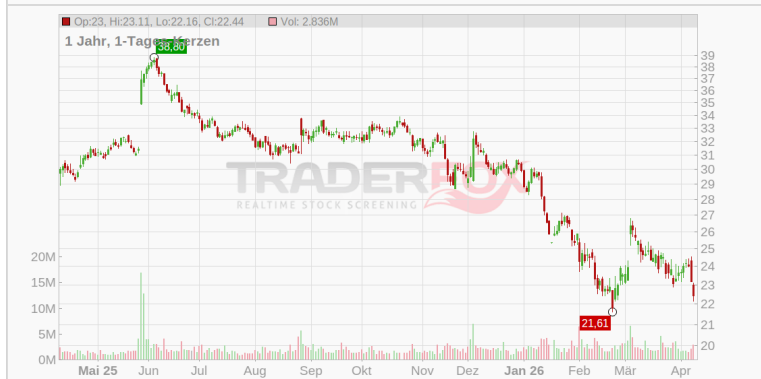 Op:23, Hi:23.11, Lo:22.16, Cl:22.44 Vol: 2.836M
1 Jahr, 1-Tages-Kerzen
38,80
39
38
37
36
35
34
33
32
31
30
29
28
27
26
25
24
23
22
21
20
TRADERFOX
REALTIME STOCK SCREENING
20M
15M
10M
5M
0M
21,61
Mai 25 Jun Jul Aug Sep Okt Nov Dez Jan 26 Feb Mär Apr